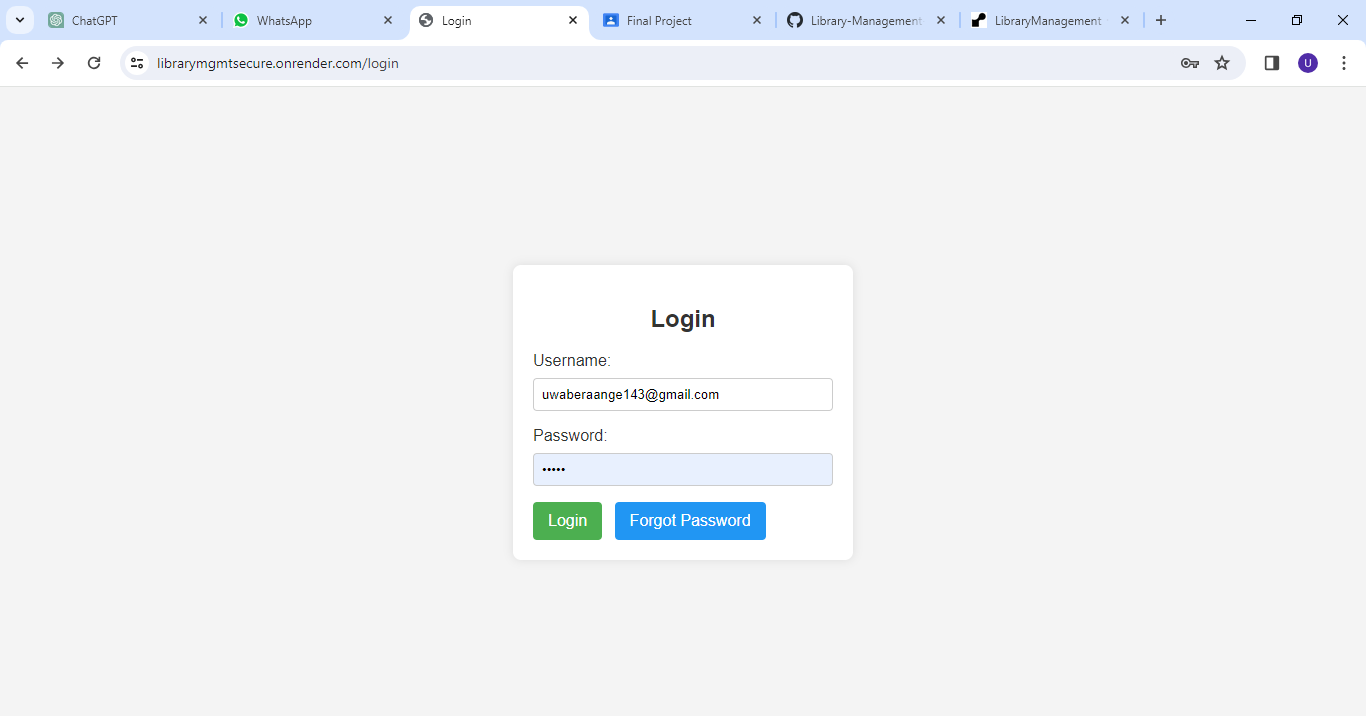 ChatGPT
WhatsApp
Login
Final Project
Library-Management
LibraryManagement
librarymgmtsecure.onrender.com/login
U
Login
Username:
uwaberaange143@gmail.com
Password:
•••••
Login
Forgot Password